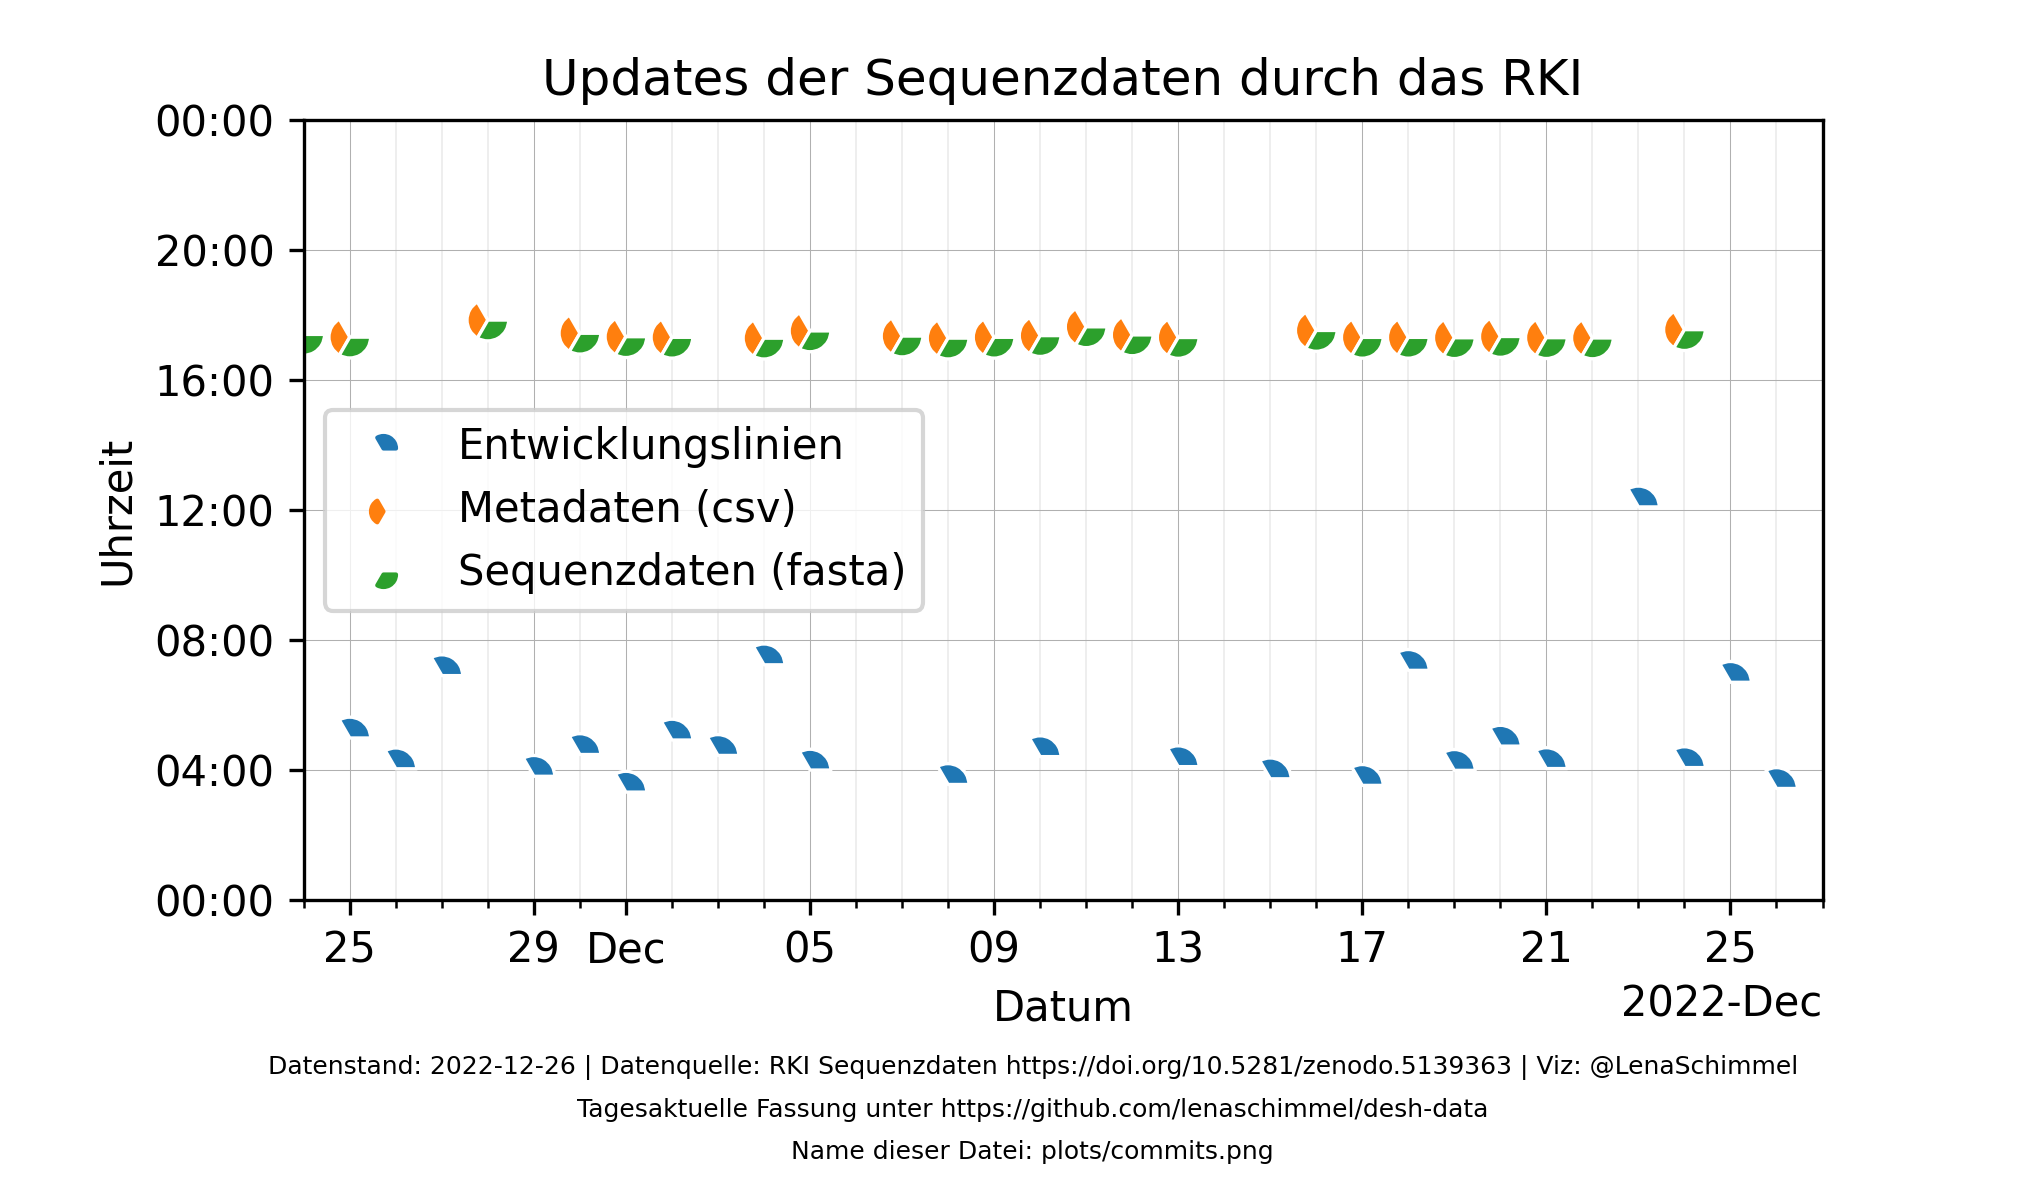 Updates der Sequenzdaten durch das RKI
00:00
20:00
16:00
12:00
08:00
04:00
00:00
Uhrzeit
Entwicklungslinien
Metadaten (csv)
Sequenzdaten (fasta)
25 29 Dec 05 09 13 17 21 25
2022-Dec
Datum
Datenstand: 2022-12-26 | Datenquelle: RKI Sequenzdaten https://doi.org/10.5281/zenodo.5139363 | Viz: @LenaSchimmel
Tagesaktuelle Fassung unter https://github.com/lenaschimmel/desh-data
Name dieser Datei: plots/commits.png